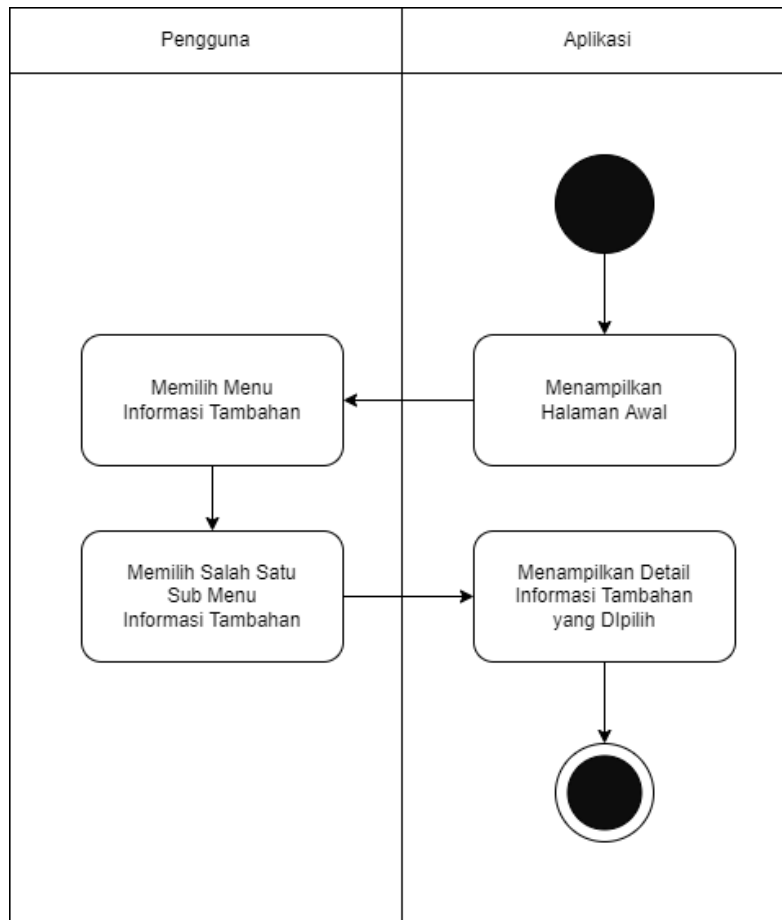 Pengguna
Aplikasi
Menampilkan
Halaman Awal
Memilih Menu
Informasi Tambahan
Memilih Salah Satu
Sub Menu
Informasi Tambahan
Menampilkan Detail
Informasi Tambahan
yang DIpilih